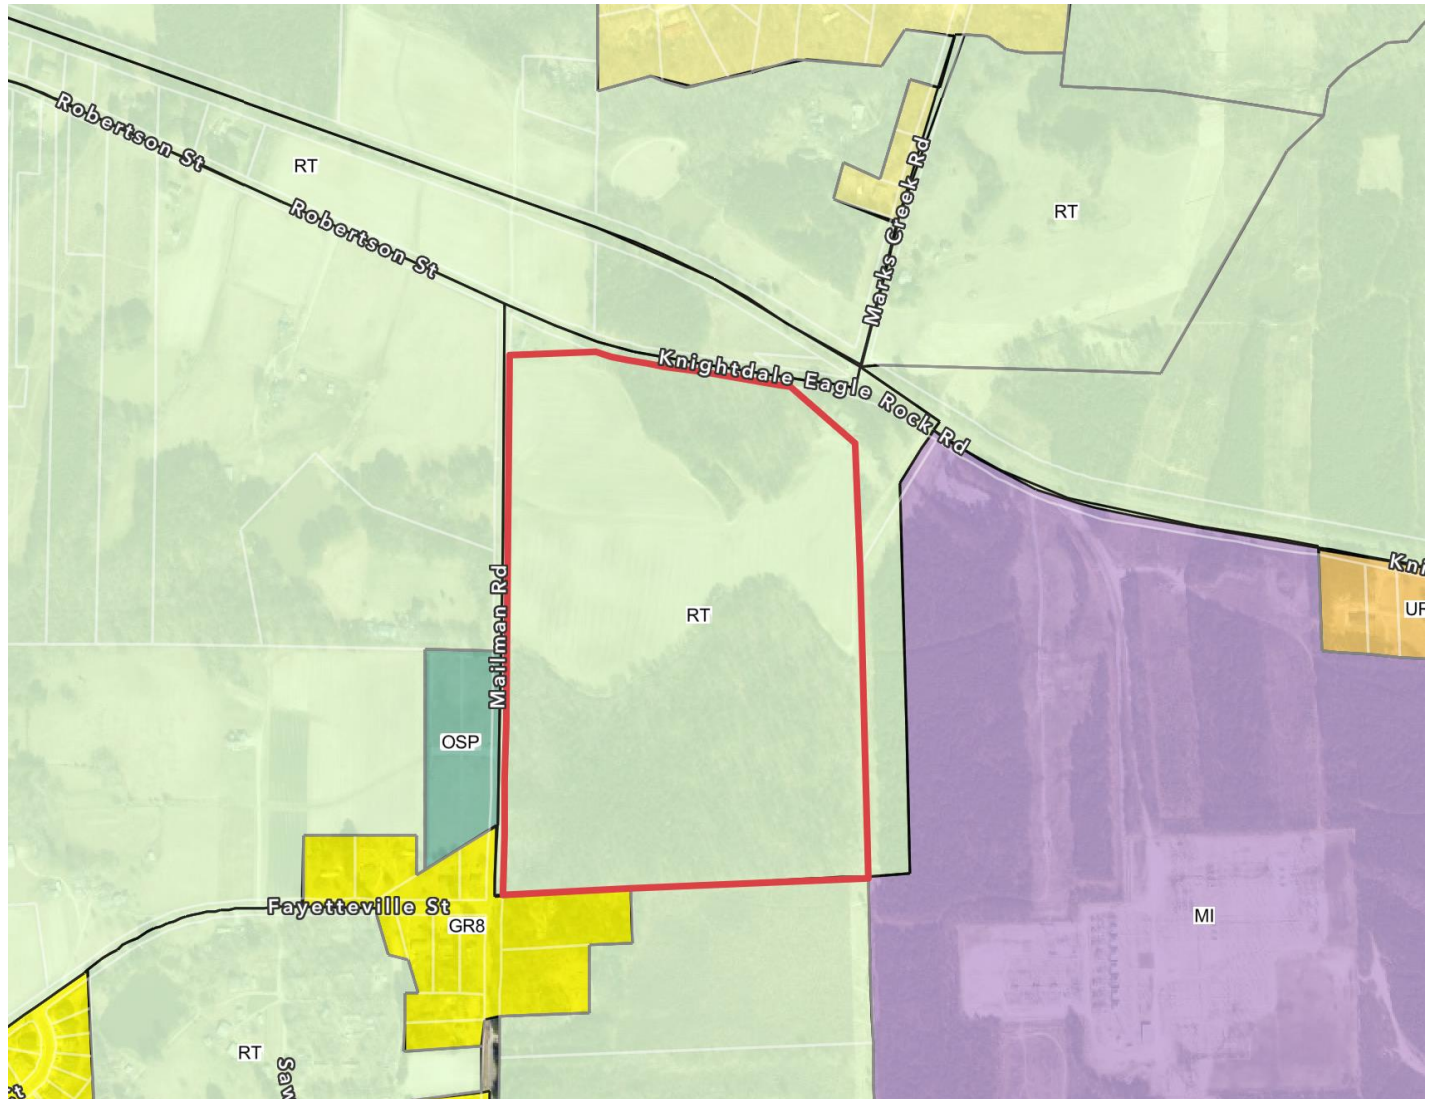 Robertson St
RT
Robertson St
Marks Creek Rd
RT
Knightdale Eagle Rock Rd
Mailman Rd
RT
UR
OSP
Fayetteville St
GR8
MI
RT